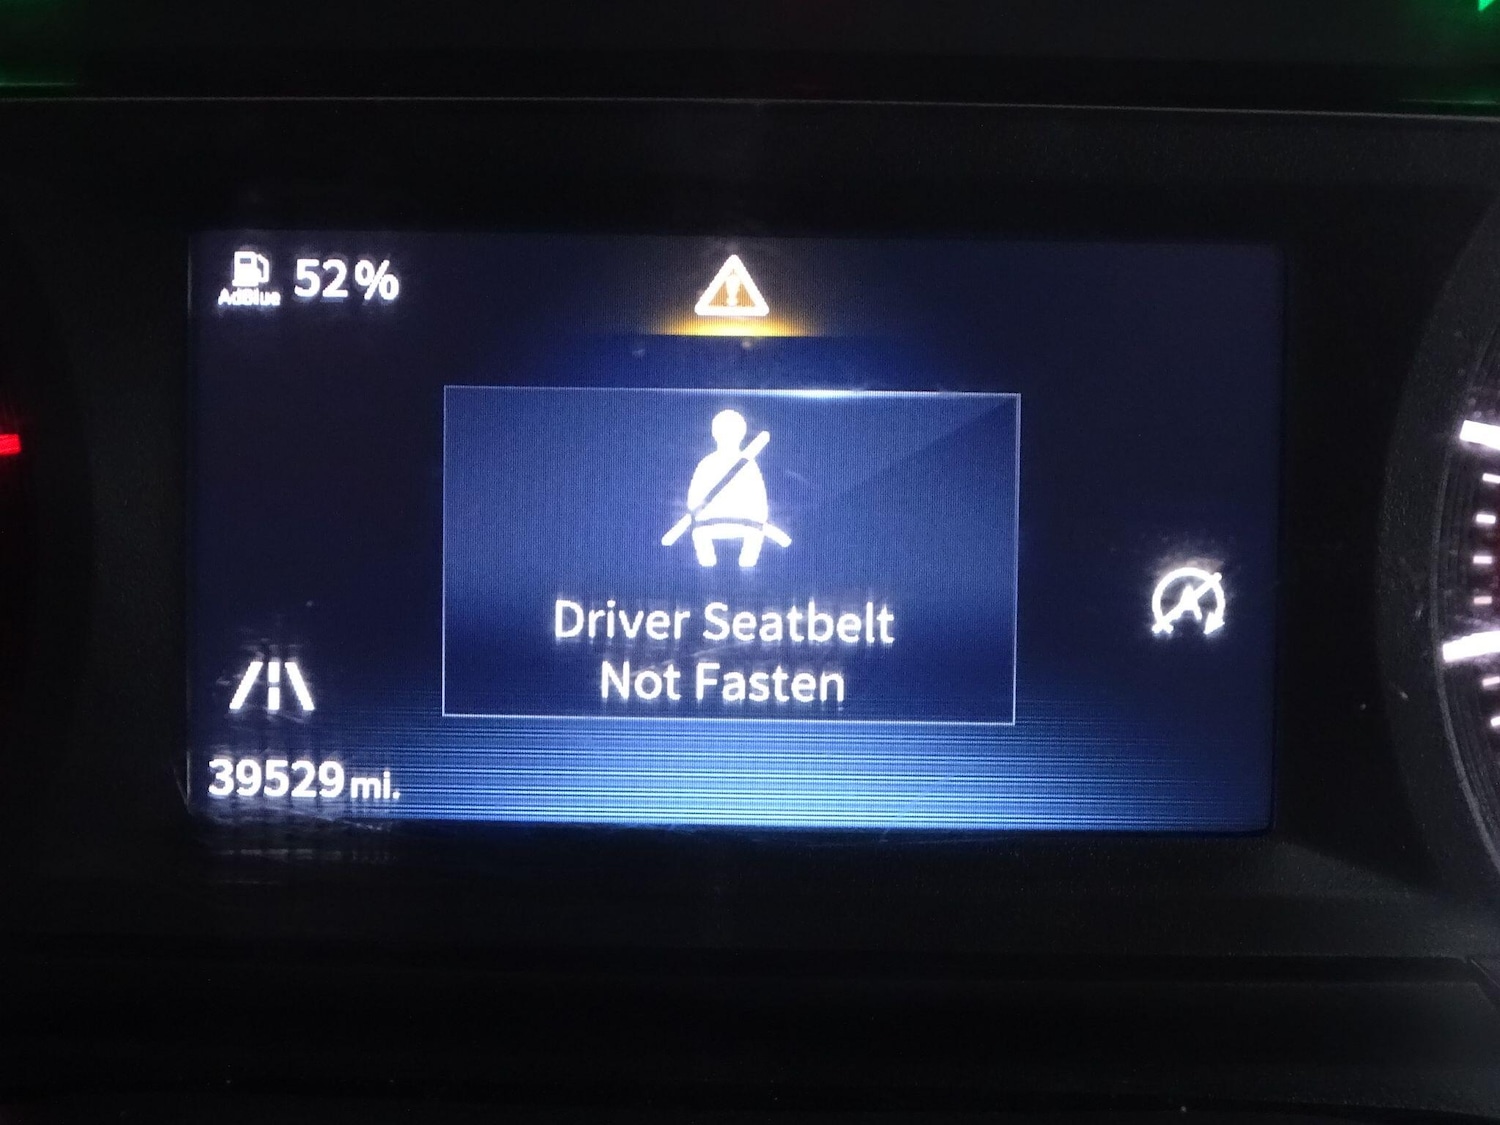 52%
AdBlue
Driver Seatbelt
Not Fasten
A
39529 mi.